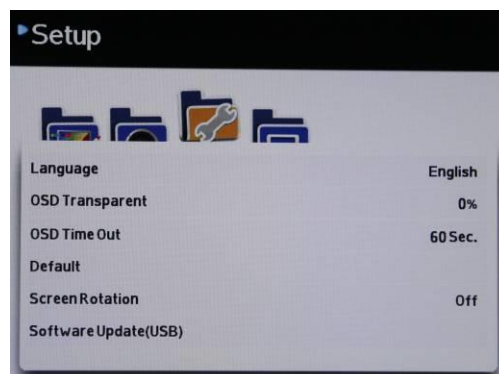 Setup
Language English
OSD Transparent 0%
OSD Time Out 60 Sec.
Default
Screen Rotation Off
Software Update(USB)